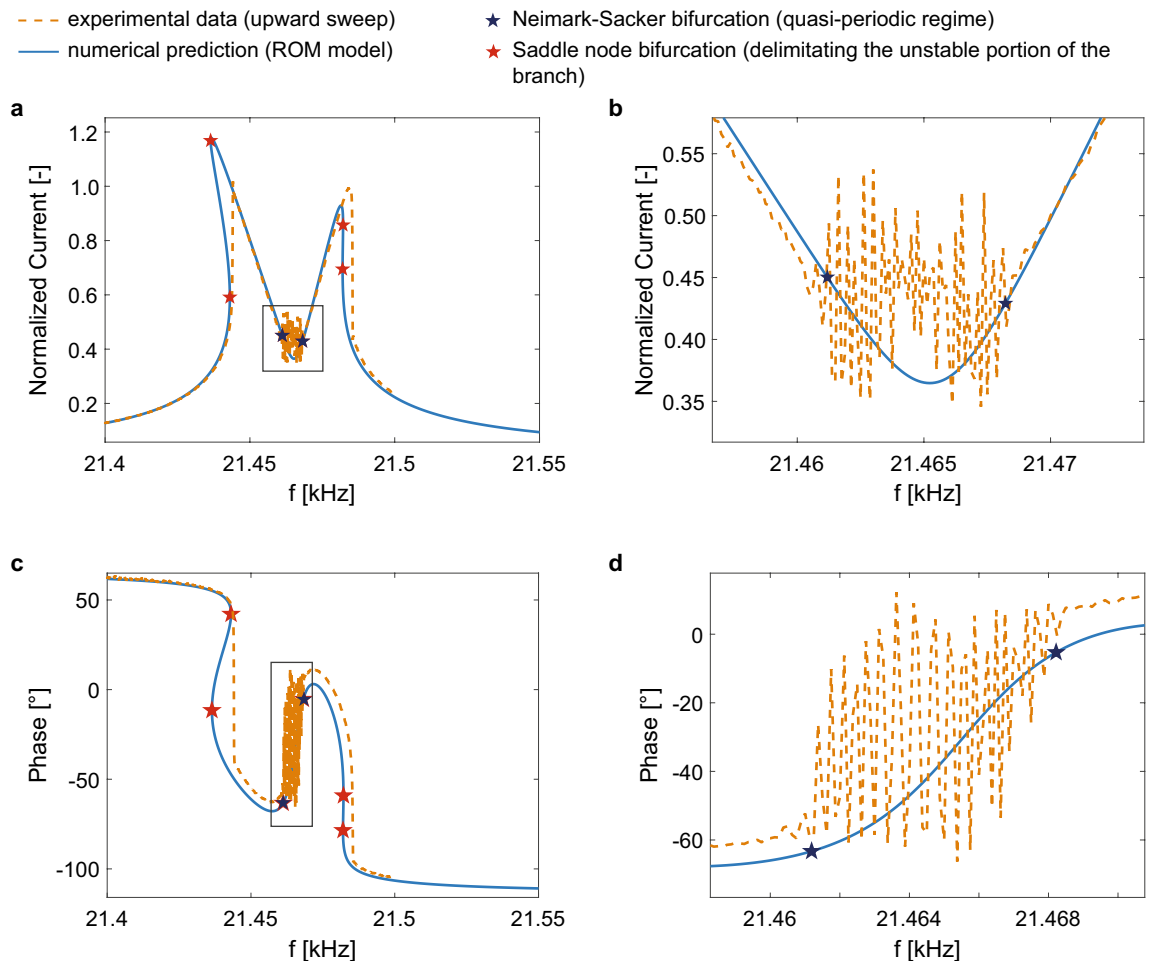 experimental data (upward sweep)
numerical prediction (ROM model)
Neimark-Sacker bifurcation (quasi-periodic regime)
Saddle node bifurcation (delimitating the unstable portion of the
branch)
a
Normalized Current [-]
1.2
1.0
0.8
0.6
0.4
0.2
21.4
21.45
21.5
21.55
f [kHz]
b
Normalized Current [-]
0.55
0.50
0.45
0.40
0.35
21.46
21.465
21.47
f [kHz]
c
Phase [°]
50
0
-50
-100
21.4
21.45
21.5
21.55
f [kHz]
d
Phase [°]
0
-20
-40
-60
21.46
21.464
21.468
f [kHz]